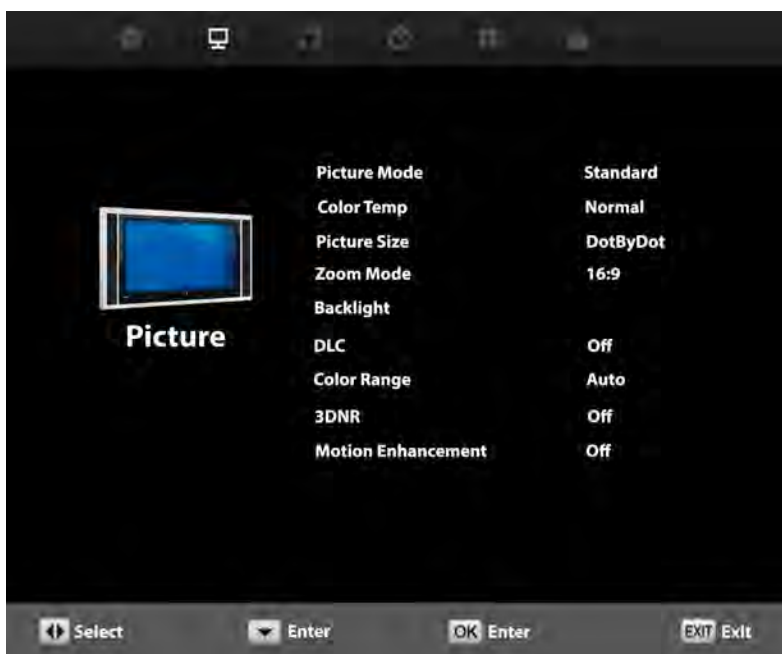 Picture Mode Standard
Color Temp Normal
Picture Size DotByDot
Zoom Mode 16:9
Backlight
Picture
DLC Off
Color Range Auto
3DNR Off
Motion Enhancement Off
Select Enter OK Enter EXIT Exit